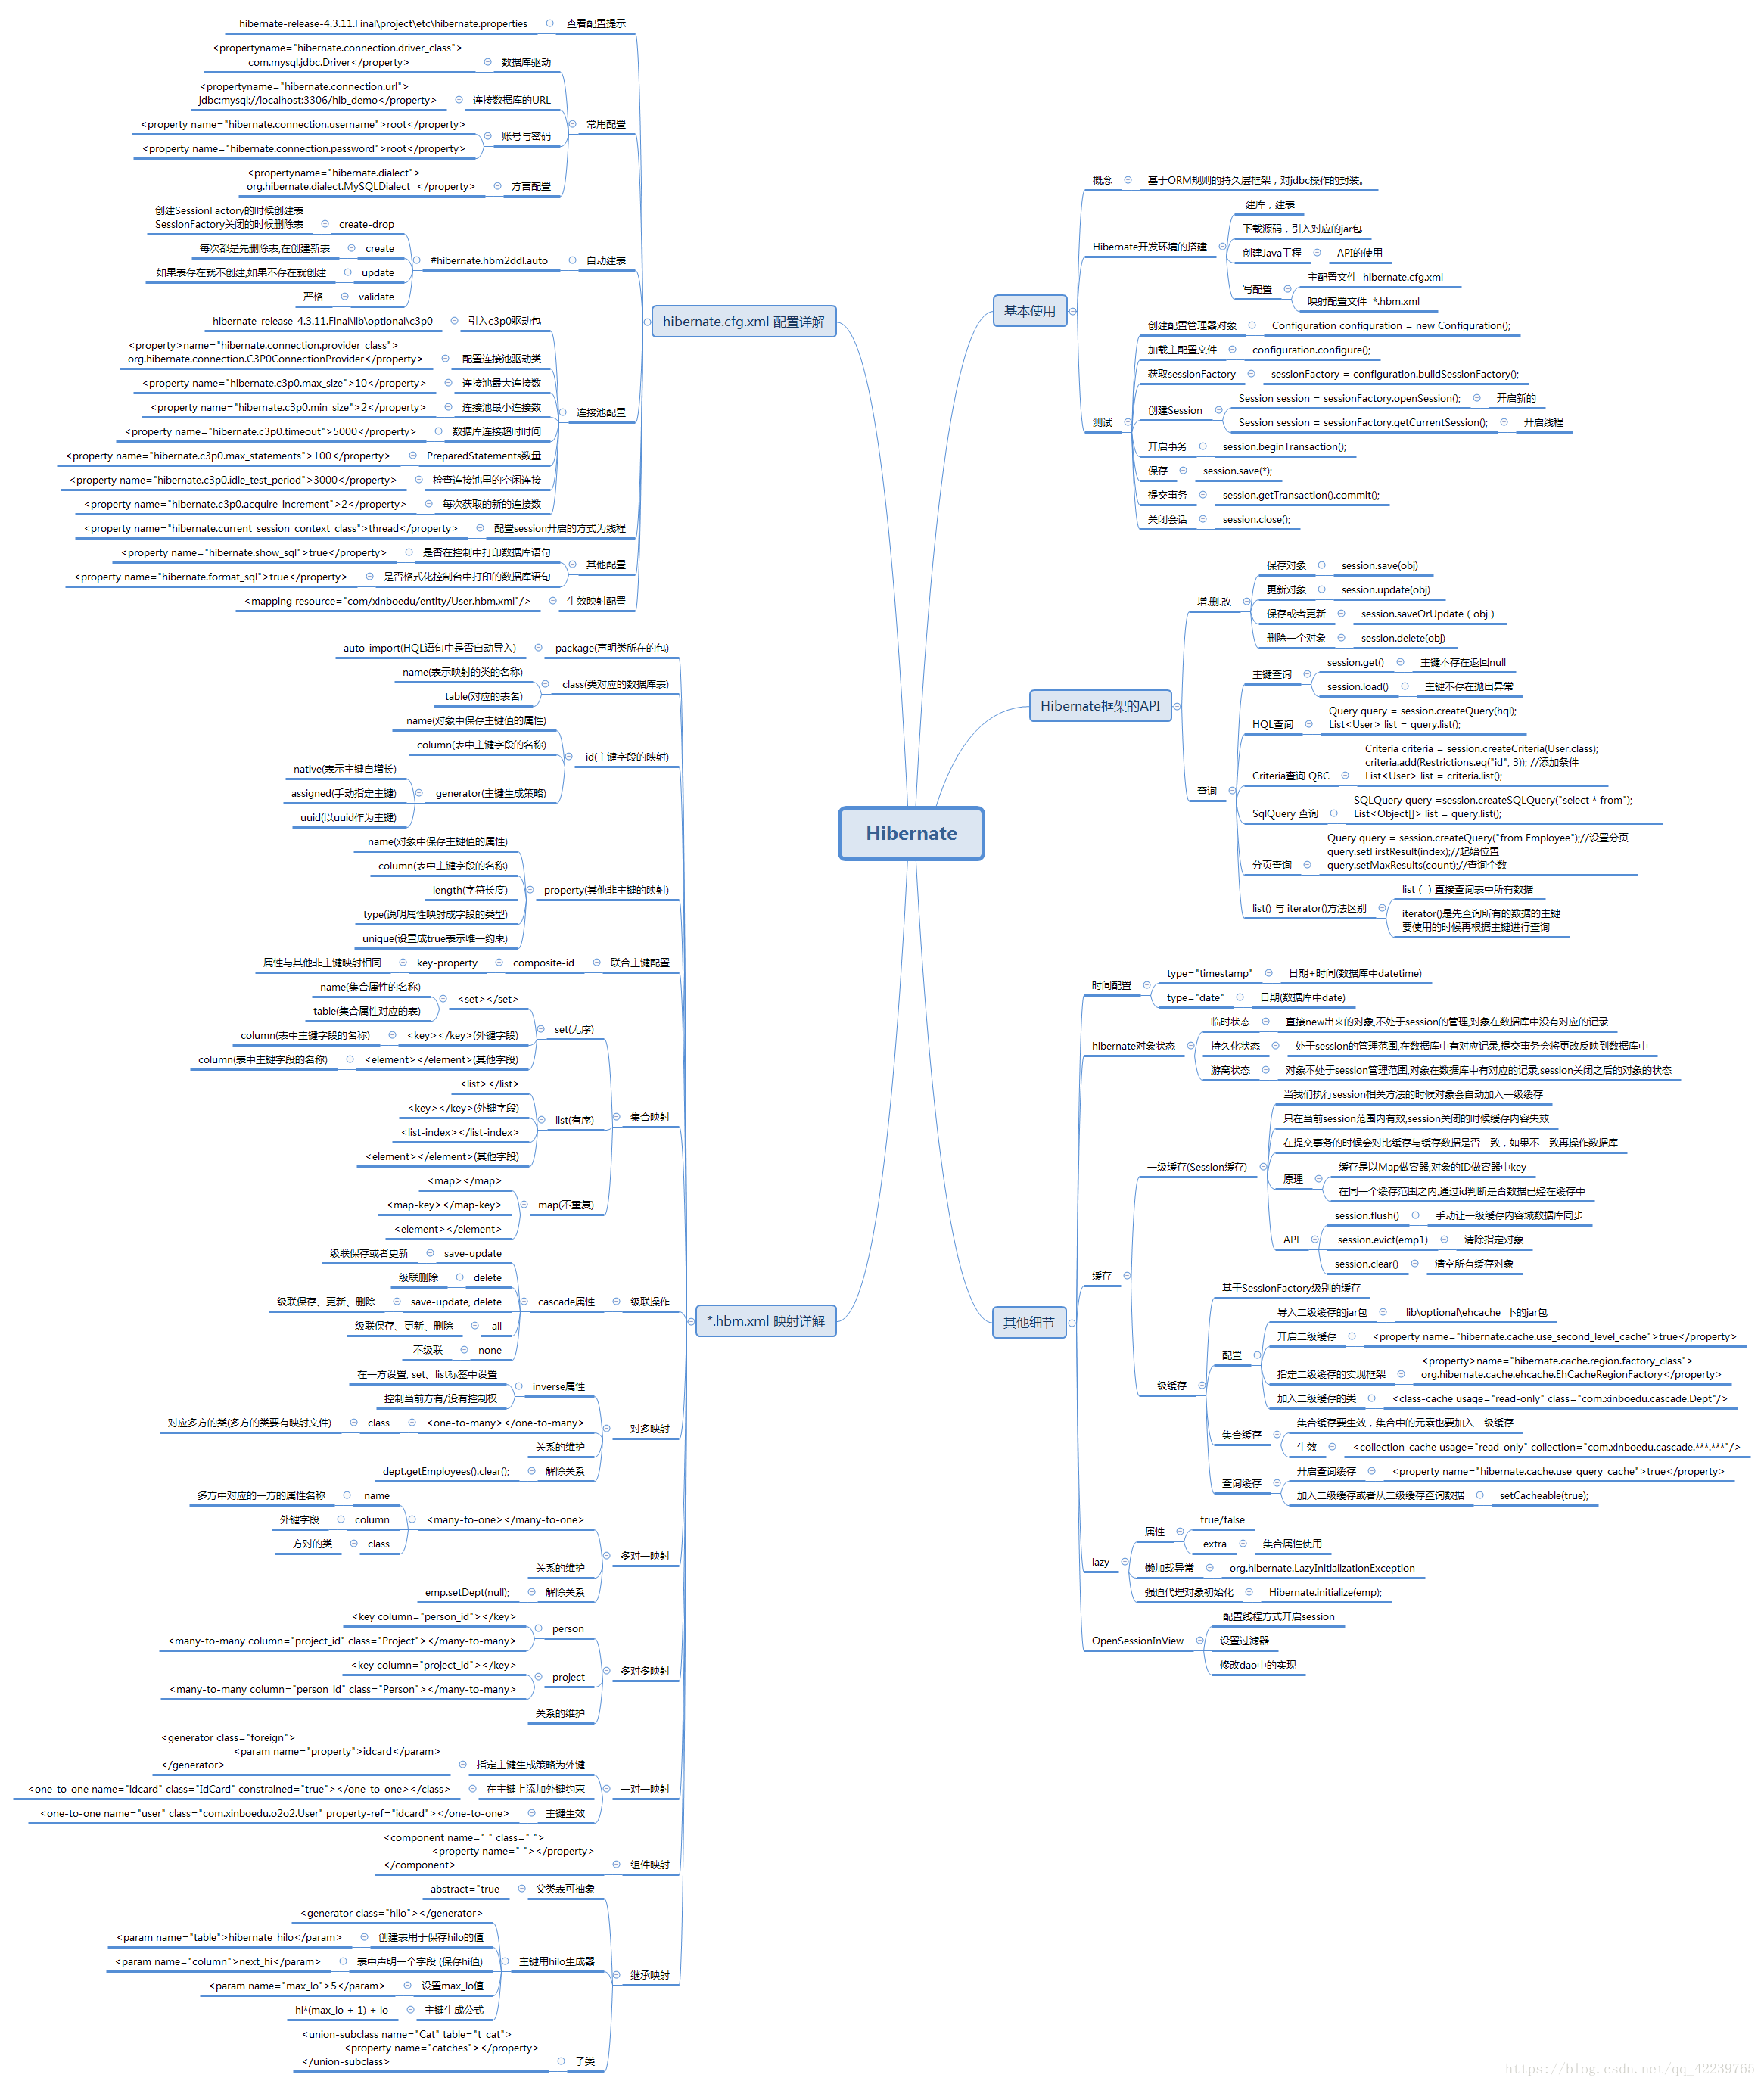 Hibernate
基本使用
概念
基于ORM规则的持久层框架，对jdbc操作的封装。
Hibernate开发环境的搭建
建库，建表
下载源码，引入对应的jar包
创建Java工程
API的使用
写配置
主配置文件 hibernate.cfg.xml
映射配置文件 *.hbm.xml
测试
创建配置管理器对象
Configuration configuration = new Configuration();
加载主配置文件
configuration.configure();
获取sessionFactory
sessionFactory = configuration.buildSessionFactory();
创建Session
Session session = sessionFactory.openSession();
开启新的
Session session = sessionFactory.getCurrentSession();
开启线程
开启事务
session.beginTransaction();
保存
session.save(*);
提交事务
session.getTransaction().commit();
关闭会话
session.close();
Hibernate框架的API
增.删.改
保存对象
session.save(obj)
更新对象
session.update(obj)
保存或者更新
session.saveOrUpdate（obj）
删除一个对象
session.delete(obj)
查询
主键查询
session.get()
主键不存在返回null
session.load()
主键不存在抛出异常
HQL查询
Query query = session.createQuery(hql);
List<User> list = query.list();
Criteria查询 QBC
Criteria criteria = session.createCriteria(User.class);
criteria.add(Restrictions.eq("id", 3)); //添加条件
List<User> list = criteria.list();
SqlQuery 查询
SQLQuery query =session.createSQLQuery("select * from");
List<Object[]> list = query.list();
分页查询
Query query = session.createQuery("from Employee");//设置分页
query.setFirstResult(index);//起始位置
query.setMaxResults(count);//查询个数
list() 与 iterator()方法区别
list（）直接查询表中所有数据
iterator()是先查询所有的数据的主键
要使用的时候再根据主键进行查询
其他细节
时间配置
type="timestamp"
日期+时间(数据库中datetime)
type="date"
日期(数据库中date)
hibernate对象状态
临时状态
直接new出来的对象,不处于session的管理,对象在数据库中没有对应的记录
持久化状态
处于session的管理范围,在数据库中有对应记录,提交事务会将更改反映到数据库中
游离状态
对象不处于session管理范围,对象在数据库中有对应的记录,session关闭之后的对象的状态
缓存
一级缓存(Session缓存)
当我们执行session相关方法的时候对象会自动加入一级缓存
只在当前session范围内有效,session关闭的时候缓存内容失效
在提交事务的时候会对比缓存与缓存数据是否一致，如果不一致再操作数据库
原理
缓存是以Map做容器,对象的ID做容器中key
在同一个缓存范围之内,通过id判断是否数据已经在缓存中
API
session.flush()
手动让一级缓存内容域数据库同步
session.evict(emp1)
清除指定对象
session.clear()
清空所有缓存对象
二级缓存
基于SessionFactory级别的缓存
配置
导入二级缓存的jar包
lib\optional\ehcache 下的jar包
开启二级缓存
<property name="hibernate.cache.use_second_level_cache">true</property>
指定二级缓存的实现框架
<property>name="hibernate.cache.region.factory_class">
org.hibernate.cache.ehcache.EhCacheRegionFactory</property>
加入二级缓存的类
<class-cache usage="read-only" class="com.xinboedu.cascade.Dept"/>
集合缓存
集合缓存要生效，集合中的元素也要加入二级缓存
生效
<collection-cache usage="read-only" collection="com.xinboedu.cascade.***.***"/>
查询缓存
开启查询缓存
<property name="hibernate.cache.use_query_cache">true</property>
加入二级缓存或者从二级缓存查询数据
setCacheable(true);
lazy
属性
true/false
extra
集合属性使用
懒加载异常
org.hibernate.LazyInitializationException
强迫代理对象初始化
Hibernate.initialize(emp);
OpenSessionInView
配置线程方式开启session
设置过滤器
修改dao中的实现
hibernate.cfg.xml 配置详解
查看配置提示
hibernate-release-4.3.11.Final\project\etc\hibernate.properties
常用配置
数据库驱动
<propertyname="hibernate.connection.driver_class">
com.mysql.jdbc.Driver</property>
连接数据库的URL
<propertyname="hibernate.connection.url">
jdbc:mysql://localhost:3306/hib_demo</property>
账号与密码
<property name="hibernate.connection.username">root</property>
<property name="hibernate.connection.password">root</property>
方言配置
<propertyname="hibernate.dialect">
org.hibernate.dialect.MySQLDialect </property>
自动建表
#hibernate.hbm2ddl.auto
create-drop
创建SessionFactory的时候创建表
SessionFactory关闭的时候删除表
create
每次都是先删除表,在创建新表
update
如果表存在就不创建,如果不存在就创建
validate
严格
连接池配置
引入c3p0驱动包
hibernate-release-4.3.11.Final\lib\optional\c3p0
配置连接池驱动类
<property>name="hibernate.connection.provider_class">
org.hibernate.connection.C3P0ConnectionProvider</property>
连接池最大连接数
<property name="hibernate.c3p0.max_size">10</property>
连接池最小连接数
<property name="hibernate.c3p0.min_size">2</property>
数据库连接超时时间
<property name="hibernate.c3p0.timeout">5000</property>
PreparedStatements数量
<property name="hibernate.c3p0.max_statements">100</property>
检查连接池里的空闲连接
<property name="hibernate.c3p0.idle_test_period">3000</property>
每次获取的新的连接数
<property name="hibernate.c3p0.acquire_increment">2</property>
配置session开启的方式为线程
<property name="hibernate.current_session_context_class">thread</property>
其他配置
是否在控制中打印数据库语句
<property name="hibernate.show_sql">true</property>
是否格式化控制台中打印的数据库语句
<property name="hibernate.format_sql">true</property>
生效映射配置
<mapping resource="com/xinboedu/entity/User.hbm.xml"/>
*.hbm.xml 映射详解
package(声明类所在的包)
auto-import(HQL语句中是否自动导入)
class(类对应的数据库表)
name(表示映射的类的名称)
table(对应的表名)
id(主键字段的映射)
name(对象中保存主键值的属性)
column(表中主键字段的名称)
generator(主键生成策略)
native(表示主键自增长)
assigned(手动指定主键)
uuid(以uuid作为主键)
property(其他非主键的映射)
name(对象中保存主键值的属性)
column(表中主键字段的名称)
length(字符长度)
type(说明属性映射成字段的类型)
unique(设置成true表示唯一约束)
联合主键配置
composite-id
key-property
属性与其他非主键映射相同
集合映射
set(无序)
<set></set>
name(集合属性的名称)
table(集合属性对应的表)
<key></key>(外键字段)
column(表中主键字段的名称)
<element></element>(其他字段)
column(表中主键字段的名称)
list(有序)
<list></list>
<key></key>(外键字段)
<list-index></list-index>
<element></element>(其他字段)
map(不重复)
<map></map>
<map-key></map-key>
<element></element>
级联操作
cascade属性
save-update
级联保存或者更新
delete
级联删除
save-update, delete
级联保存、更新、删除
all
级联保存、更新、删除
none
不级联
一对多映射
inverse属性
在一方设置, set、list标签中设置
控制当前方有/没有控制权
<one-to-many></one-to-many>
class
对应多方的类(多方的类要有映射文件)
关系的维护
解除关系
dept.getEmployees().clear();
多对一映射
<many-to-one></many-to-one>
name
多方中对应的一方的属性名称
column
外键字段
class
一方对的类
关系的维护
解除关系
emp.setDept(null);
多对多映射
person
<key column="person_id"></key>
<many-to-many column="project_id" class="Project"></many-to-many>
project
<key column="project_id"></key>
<many-to-many column="person_id" class="Person"></many-to-many>
关系的维护
一对一映射
指定主键生成策略为外键
<generator class="foreign">
<param name="property">idcard</param>
</generator>
在主键上添加外键约束
<one-to-one name="idcard" class="IdCard" constrained="true"></one-to-one></class>
主键生效
<one-to-one name="user" class="com.xinboedu.o2o2.User" property-ref="idcard"></one-to-one>
组件映射
<component name=" " class=" ">
<property name=" "></property>
</component>
继承映射
父类表可抽象
abstract="true
主键用hilo生成器
<generator class="hilo"></generator>
创建表用于保存hilo的值
<param name="table">hibernate_hilo</param>
表中声明一个字段 (保存hi值)
<param name="column">next_hi</param>
设置max_lo值
<param name="max_lo">5</param>
主键生成公式
hi*(max_lo + 1) + lo
子类
<union-subclass name="Cat" table="t_cat">
<property name="catches"></property>
</union-subclass>
https://blog.csdn.net/qq_42239765